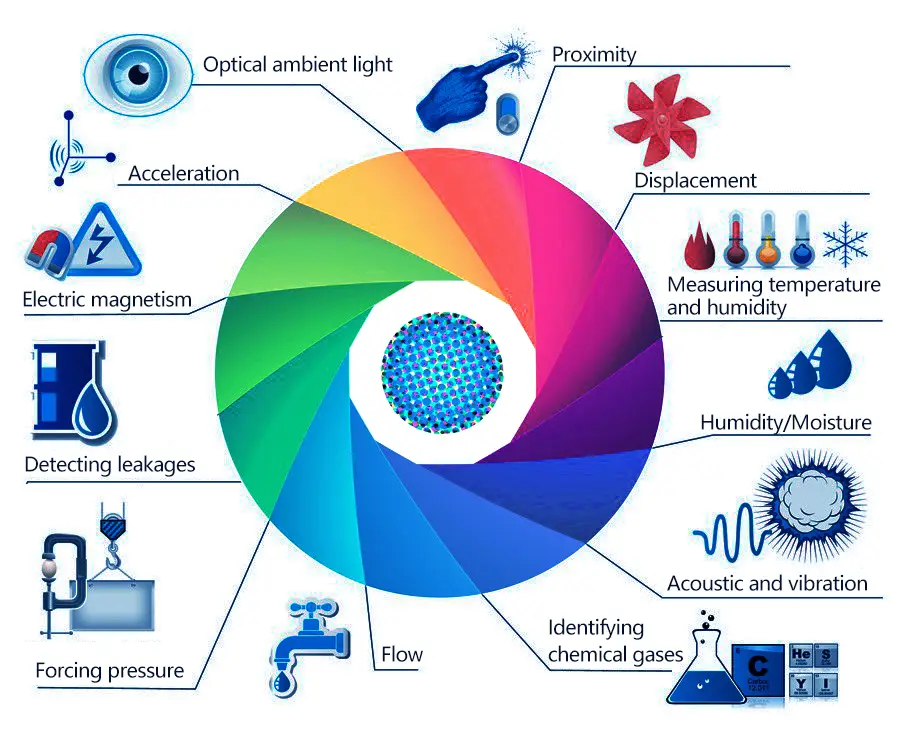 Optical ambient light
Proximity
Acceleration
Displacement
Electric magnetism
Measuring temperature
and humidity
Detecting leakages
Humidity/Moisture
Forcing pressure
Acoustic and vibration
Flow
Identifying
chemical gases
C
Carbon
He
S
Y
I